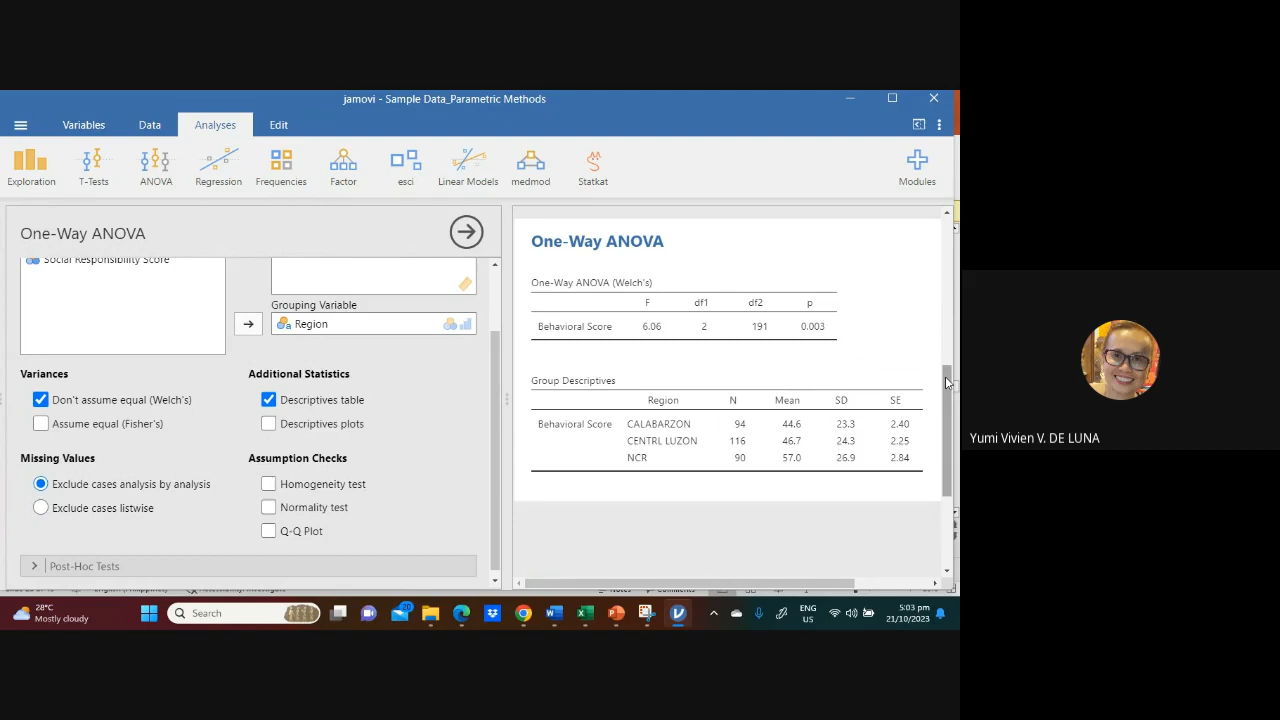 jamovi - Sample Data_Parametric Methods
Variables Data Analyses Edit
Exploration T-Tests ANOVA Regression Frequencies Factor esci Linear Models medmod Statkat Modules
One-Way ANOVA
Social Responsibility Score
Grouping Variable
Region
Variances
Don't assume equal (Welch's)
Assume equal (Fisher's)
Missing Values
Exclude cases analysis by analysis
Exclude cases listwise
Additional Statistics
Descriptives table
Descriptives plots
Assumption Checks
Homogeneity test
Normality test
Q-Q Plot
Post-Hoc Tests
One-Way ANOVA
One-Way ANOVA (Welch's)
F df1 df2 p
Behavioral Score 6.06 2 191 0.003
Group Descriptives
Region N Mean SD SE
Behavioral Score CALABARZON 94 44.6 23.3 2.40
CENTRL LUZON 116 46.7 24.3 2.25
NCR 90 57.0 26.9 2.84
Yumi Vivien V. DE LUNA
28°C
Mostly cloudy
Search
ENG
US
5:03 pm
21/10/2023